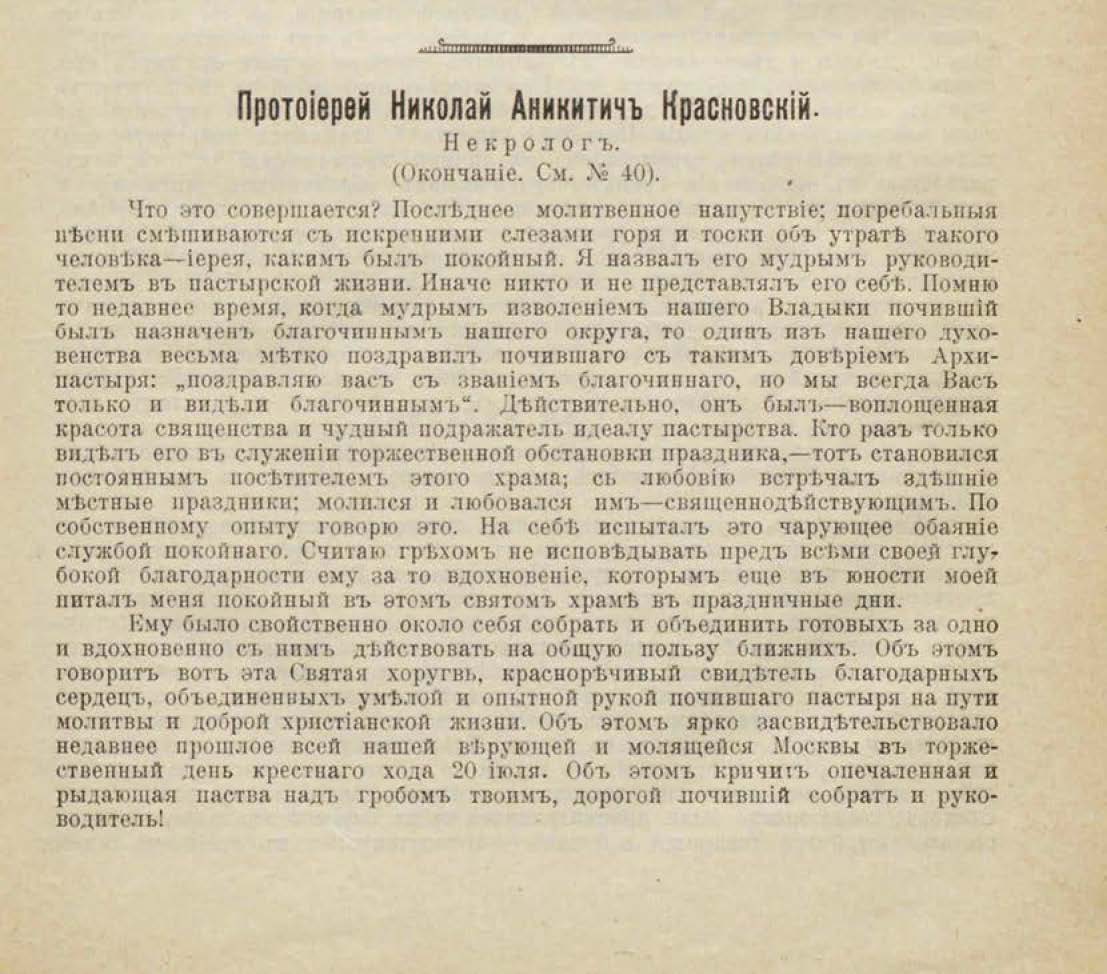 Протоіерей Николай Аникитичъ Красновскій.
Некрологъ.
(Окончаніе. См. № 40).
Что это совершается? Послѣднее молитвенное напутствіе; погребальныя
пѣсни смѣшиваются съ искренними слезами горя и тоски объ утратѣ такого
человѣка—іерея, какимъ былъ покойный. Я назвалъ его мудрымъ руководи-
телемъ въ пастырской жизни. Иначе никто и не представлялъ его себѣ. Помню
то недавнее время, когда мудрымъ изволеніемъ нашего Владыки почившій
былъ назначенъ благочиннымъ нашего округа, то одинъ изъ нашего духо-
венства весьма мѣтко поздравилъ почившаго съ такимъ довѣріемъ Архи-
пастыря: „поздравляю васъ съ званіемъ благочиннаго, но мы всегда Васъ
только и видѣли благочиннымъ“. Дѣйствительно, онъ былъ—воплощенная
красота священства и чудный подражатель идеалу пастырства. Кто разъ только
видѣлъ его въ служеніи торжественной обстановки праздника,—тотъ становился
постояннымъ посѣтителемъ этого храма; съ любовію встрѣчалъ здѣшніе
мѣстные праздники; молился и любовался имъ—священнодѣйствующимъ. По
собственному опыту говорю это. На себѣ испыталъ это чарующее обаяніе
службой покойнаго. Считаю грѣхомъ не исповѣдывать предъ всѣми своей глу-
бокой благодарности ему за то вдохновеніе, которымъ еще въ юности моей
питалъ меня покойный въ этомъ святомъ храмѣ въ праздничные дни.
Ему было свойственно около себя собрать и объединить готовыхъ за одно
и вдохновенно съ нимъ дѣйствовать на общую пользу ближнихъ. Объ этомъ
говоритъ вотъ эта Святая хоругвь, краснорѣчивый свидѣтель благодарныхъ
сердецъ, объединенныхъ умѣлой и опытной рукой почившаго пастыря на пути
молитвы и доброй христіанской жизни. Объ этомъ ярко засвидѣтельствовало
недавнее прошлое всей нашей вѣрующей и молящейся Москвы въ торже-
ственный день крестнаго хода 20 іюля. Объ этомъ кричитъ опечаленная и
рыдающая паства надъ гробомъ твоимъ, дорогой почившій собратъ и руко-
водитель!